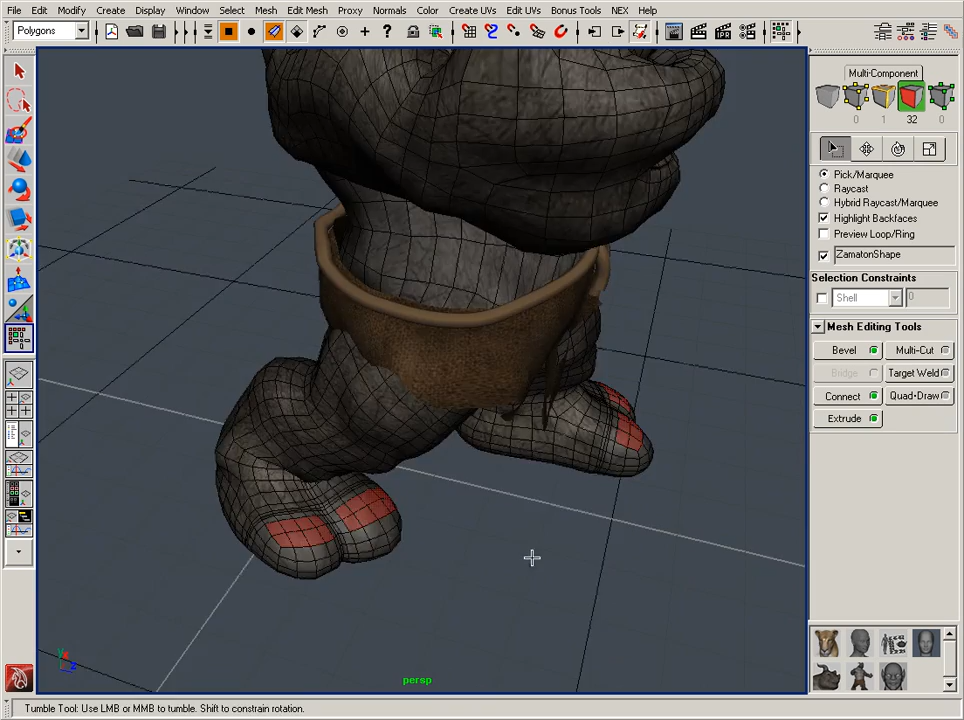 File Edit Modify Create Display Window Select Mesh Edit Mesh Proxy Normals Color Create UVs Edit UVs Bonus Tools NEX Help
Polygons
IPR
Multi-Component
0 1 32 0
Pick/Marquee
Raycast
Hybrid Raycast/Marquee
Highlight Backfaces
Preview Loop/Ring
ZamatonShape
Selection Constraints
Shell 0
Mesh Editing Tools
Bevel Multi-Cut
Bridge Target Weld
Connect Quad•Draw
Extrude
y
z
persp
Tumble Tool: Use LMB or MMB to tumble. Shift to constrain rotation.